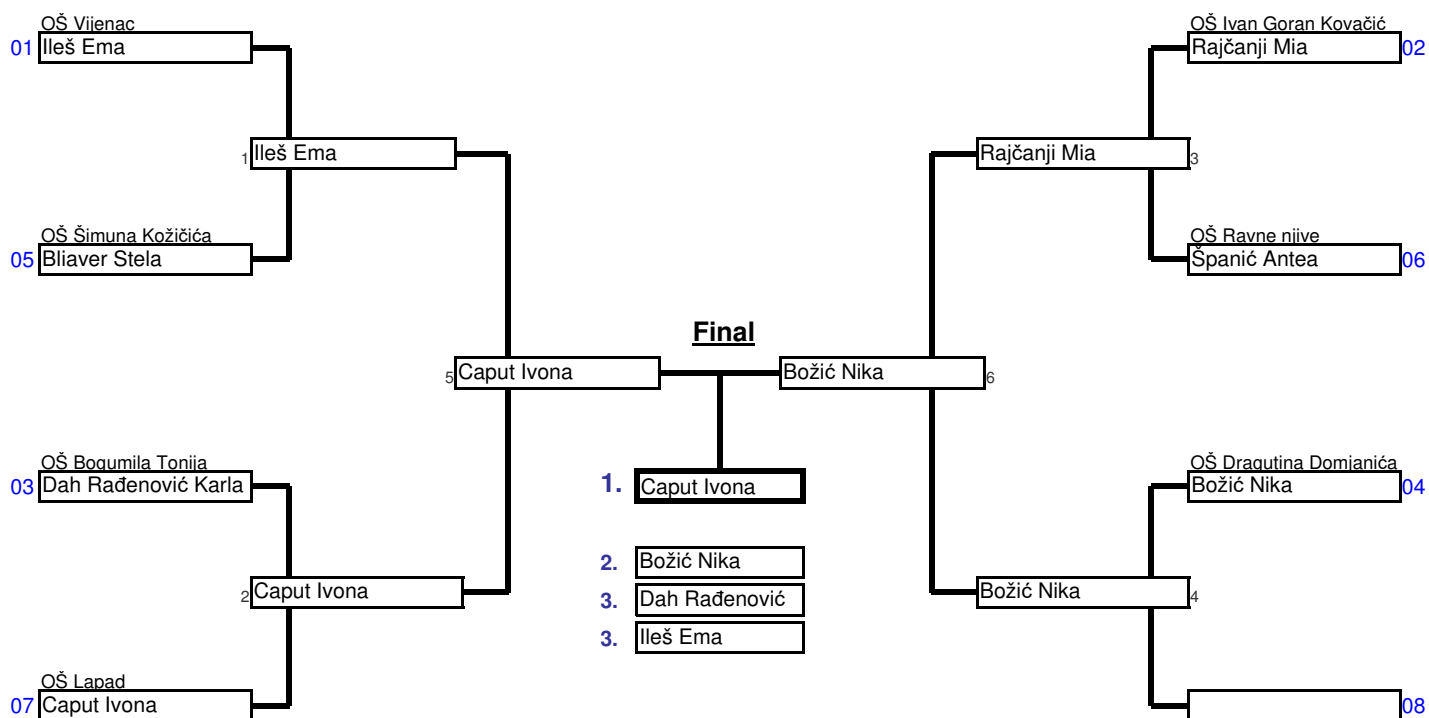 OŠ Vijenac
01 Ileš Ema
1 Ileš Ema
OŠ Šimuna Kožičića
05 Bliaver Stela
5 Caput Ivona
OŠ Bogumila Tonija
03 Dah Rađenović Karla
2 Caput Ivona
OŠ Lapad
07 Caput Ivona
Final
1. Caput Ivona
2. Božić Nika
3. Dah Rađenović
3. Ileš Ema
OŠ Ivan Goran Kovačić
Rajčanji Mia 02
Rajčanji Mia 3
OŠ Ravne njive
Španić Antea 06
Božić Nika 6
OŠ Dragutina Domjanića
Božić Nika 04
Božić Nika 4
08